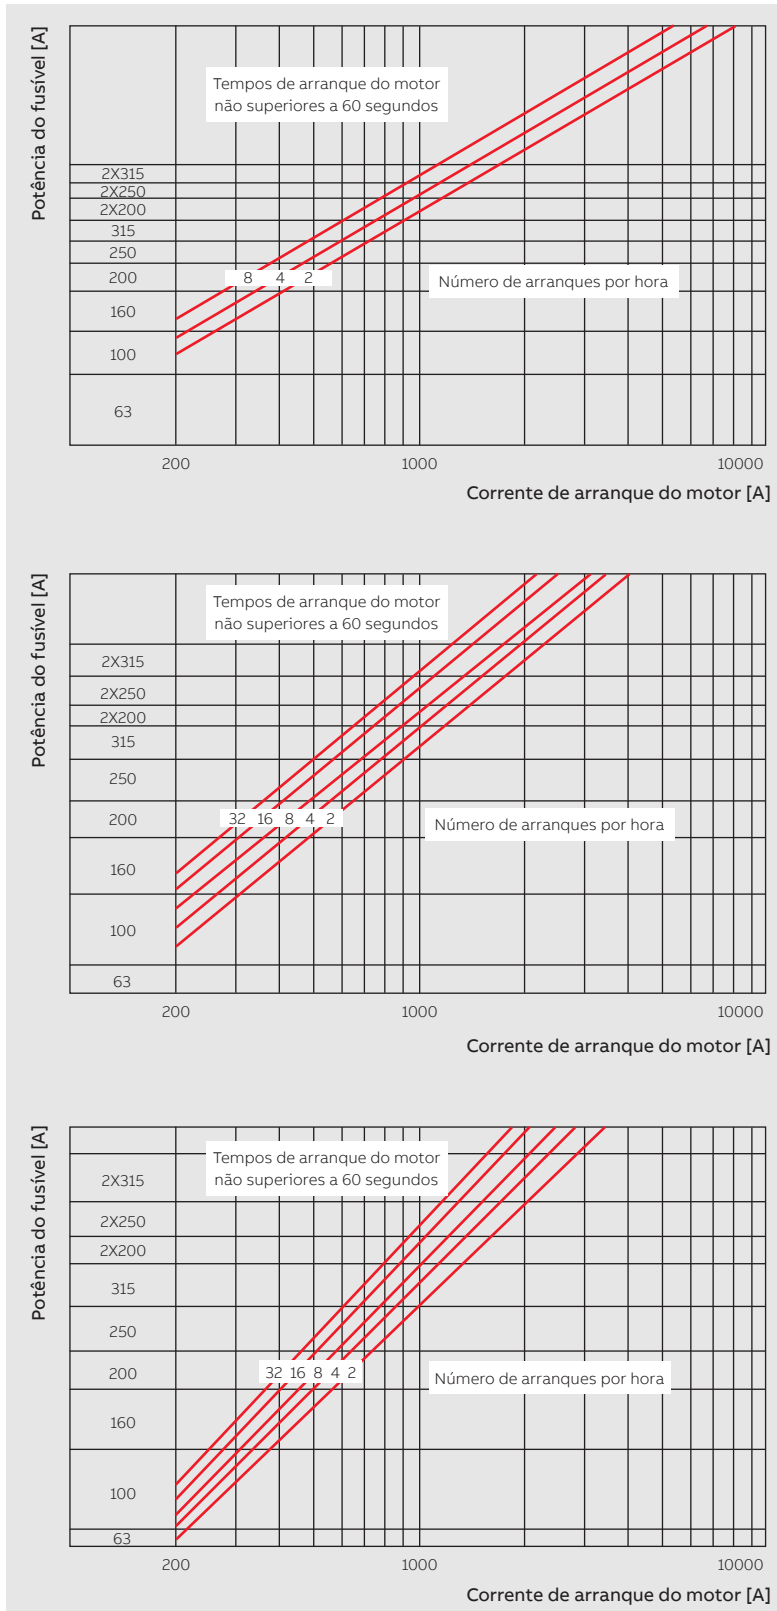 Potência do fusível [A]
Tempos de arranque do motor
não superiores a 60 segundos
2X315
2X250
2X200
315
250
200
8 4 2
Número de arranques por hora
160
100
63
200 1000 10000
Corrente de arranque do motor [A]
Potência do fusível [A]
Tempos de arranque do motor
não superiores a 60 segundos
2X315
2X250
2X200
315
250
200
32 16 8 4 2
Número de arranques por hora
160
100
63
200 1000 10000
Corrente de arranque do motor [A]
Potência do fusível [A]
Tempos de arranque do motor
não superiores a 60 segundos
2X315
2X250
2X200
315
250
200
32 16 8 4 2
Número de arranques por hora
160
100
63
200 1000 10000
Corrente de arranque do motor [A]